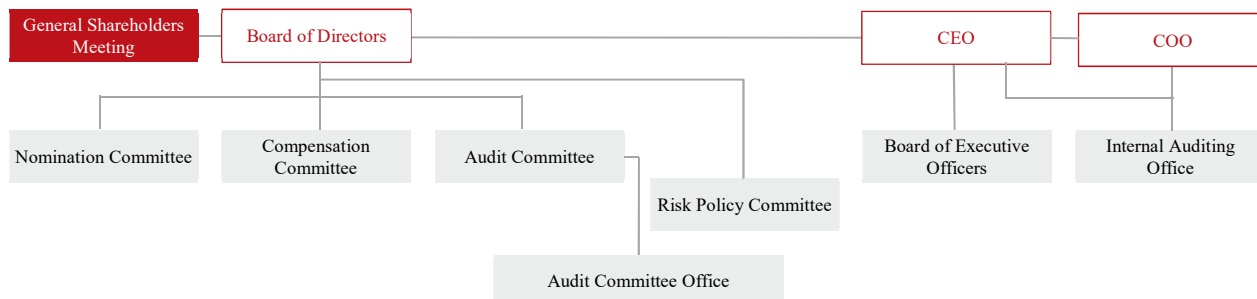 General Shareholders
Meeting
Board of Directors
CEO
COO
Nomination Committee
Compensation
Committee
Audit Committee
Board of Executive
Officers
Internal Auditing
Office
Risk Policy Committee
Audit Committee Office